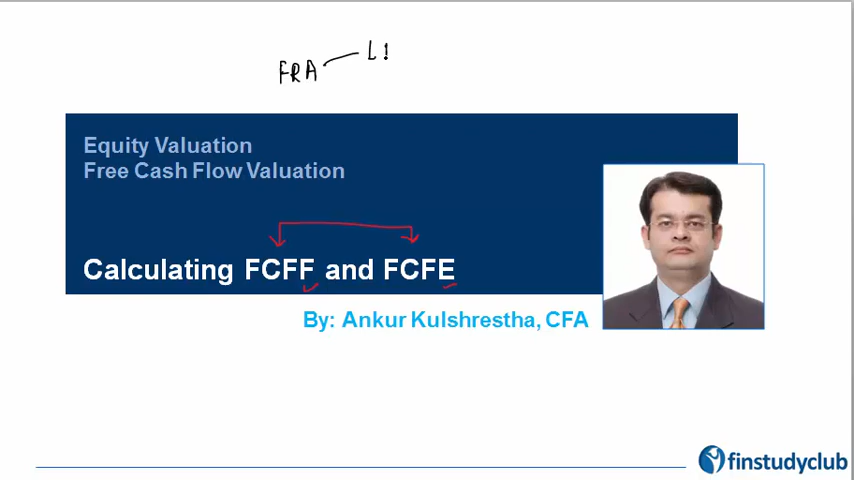 FRA — L1
Equity Valuation
Free Cash Flow Valuation
Calculating FCFF and FCFE
By: Ankur Kulshrestha, CFA
finstudyclub